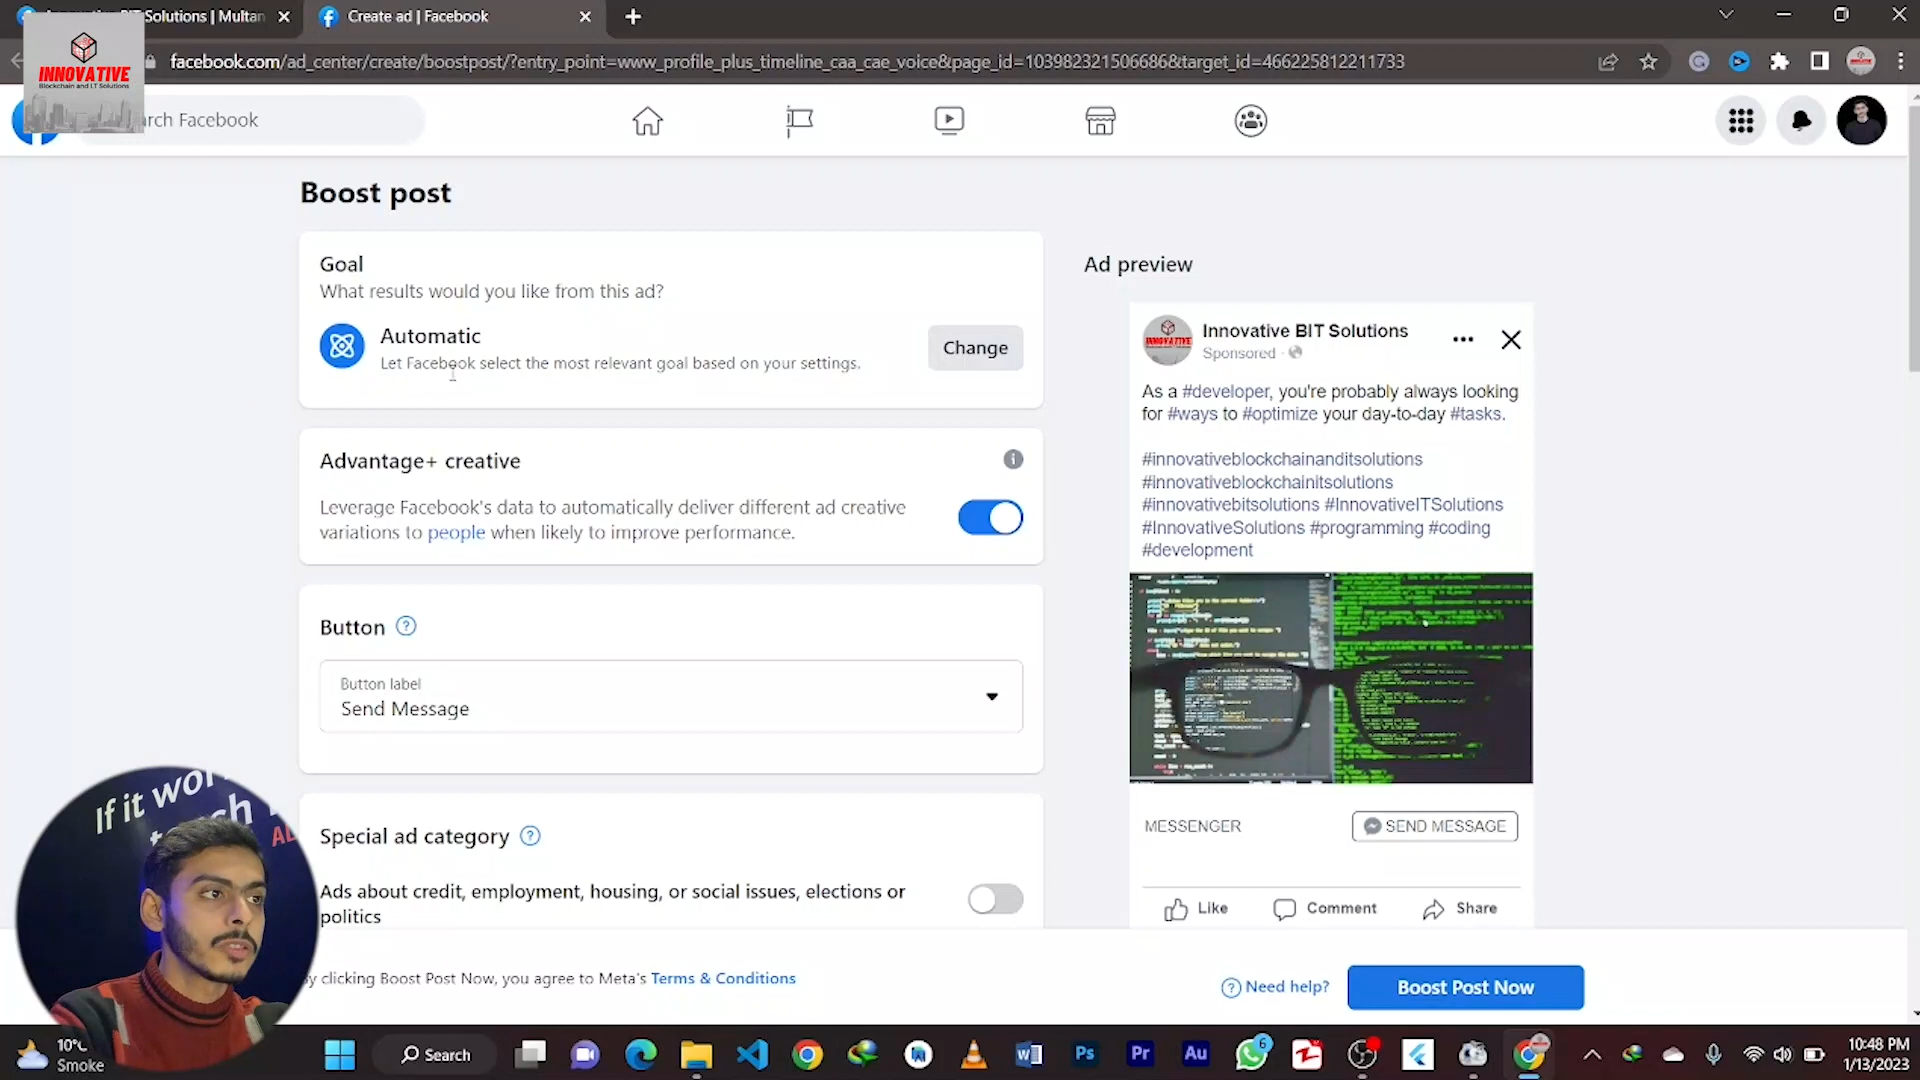 Solutions | Multan
Create ad | Facebook
facebook.com/ad_center/create/boostpost/?entry_point=www_profile_plus_timeline_caa_cae_voice&page_id=103982321506686&target_id=466225812211733
INNOVATIVE
Blockchain and I.T Solutions
rch Facebook
Boost post
Goal
What results would you like from this ad?
Automatic
Let Facebook select the most relevant goal based on your settings.
Change
Advantage+ creative
Leverage Facebook's data to automatically deliver different ad creative
variations to people when likely to improve performance.
Button
Button label
Send Message
Special ad category
Ads about credit, employment, housing, or social issues, elections or
politics
Ad preview
Innovative BIT Solutions
Sponsored ·
As a #developer, you're probably always looking
for #ways to #optimize your day-to-day #tasks.
#innovativeblockchainanditsolutions
#innovativeblockchainitsolutions
#innovativebitsolutions #InnovativeITSolutions
#InnovativeSolutions #programming #coding
#development
MESSENGER
SEND MESSAGE
Like
Comment
Share
y clicking Boost Post Now, you agree to Meta's Terms & Conditions
Need help?
Boost Post Now
If it wor
10°C
Smoke
Search
6
10:48 PM
1/13/2023